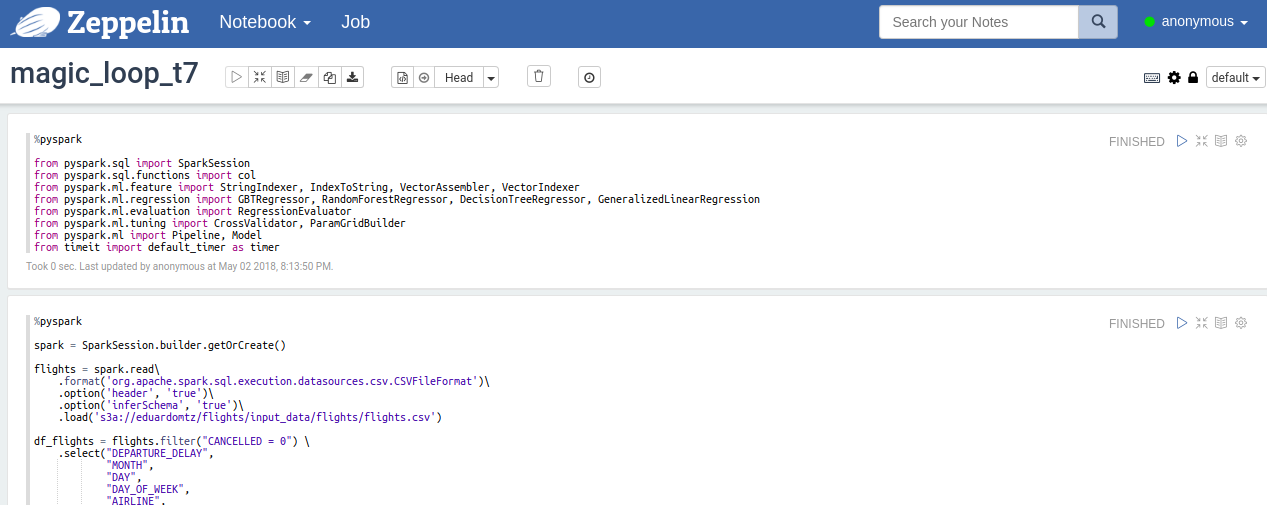 Zeppelin Notebook Job Search your Notes anonymous
magic_loop_t7 Head default
%pyspark FINISHED
from pyspark.sql import SparkSession
from pyspark.sql.functions import col
from pyspark.ml.feature import StringIndexer, IndexToString, VectorAssembler, VectorIndexer
from pyspark.ml.regression import GBTRegressor, RandomForestRegressor, DecisionTreeRegressor, GeneralizedLinearRegression
from pyspark.ml.evaluation import RegressionEvaluator
from pyspark.ml.tuning import CrossValidator, ParamGridBuilder
from pyspark.ml import Pipeline, Model
from timeit import default_timer as timer
Took 0 sec. Last updated by anonymous at May 02 2018, 8:13:50 PM.
%pyspark FINISHED
spark = SparkSession.builder.getOrCreate()
flights = spark.read\
    .format('org.apache.spark.sql.execution.datasources.csv.CSVFileFormat')\
    .option('header', 'true')\
    .option('inferSchema', 'true')\
    .load('s3a://eduardomtz/flights/input_data/flights/flights.csv')
df_flights = flights.filter("CANCELLED = 0") \
    .select("DEPARTURE_DELAY",
            "MONTH",
            "DAY",
            "DAY_OF_WEEK",
            "AIRLINE",